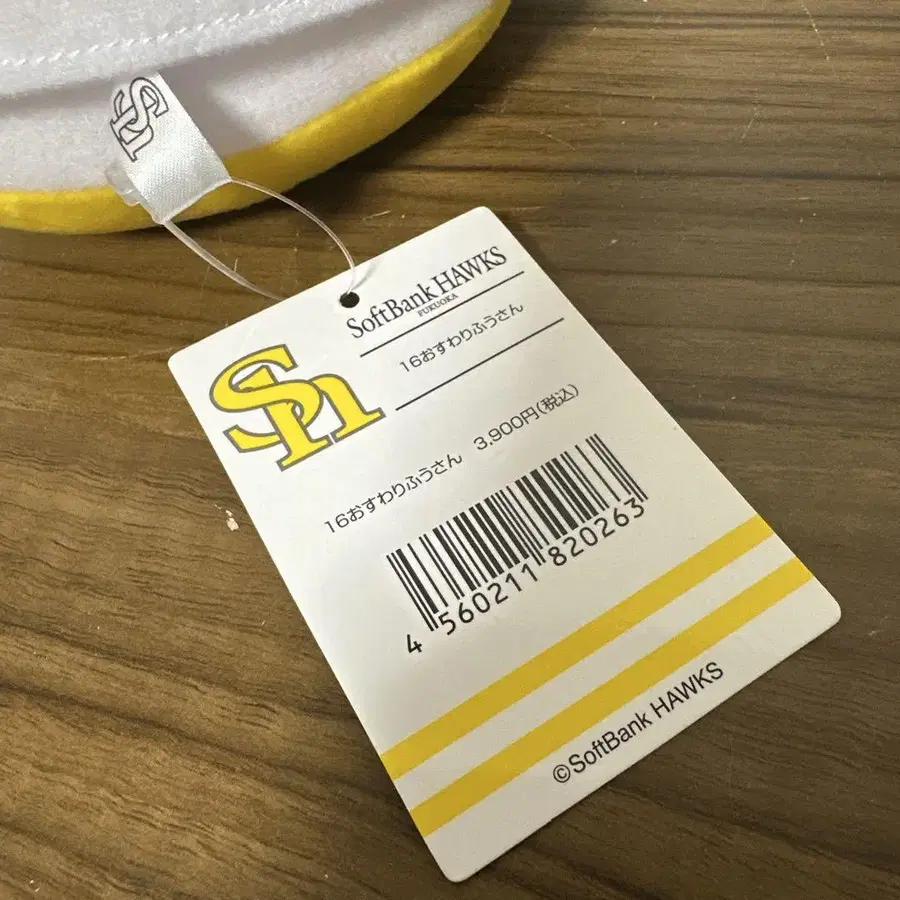 SH
SoftBank HAWKS
FUKUOKA
16おすわりふうさん
SH
16おすわりふうさん 3,900円(税込)
4 560211 820263
©SoftBank HAWKS